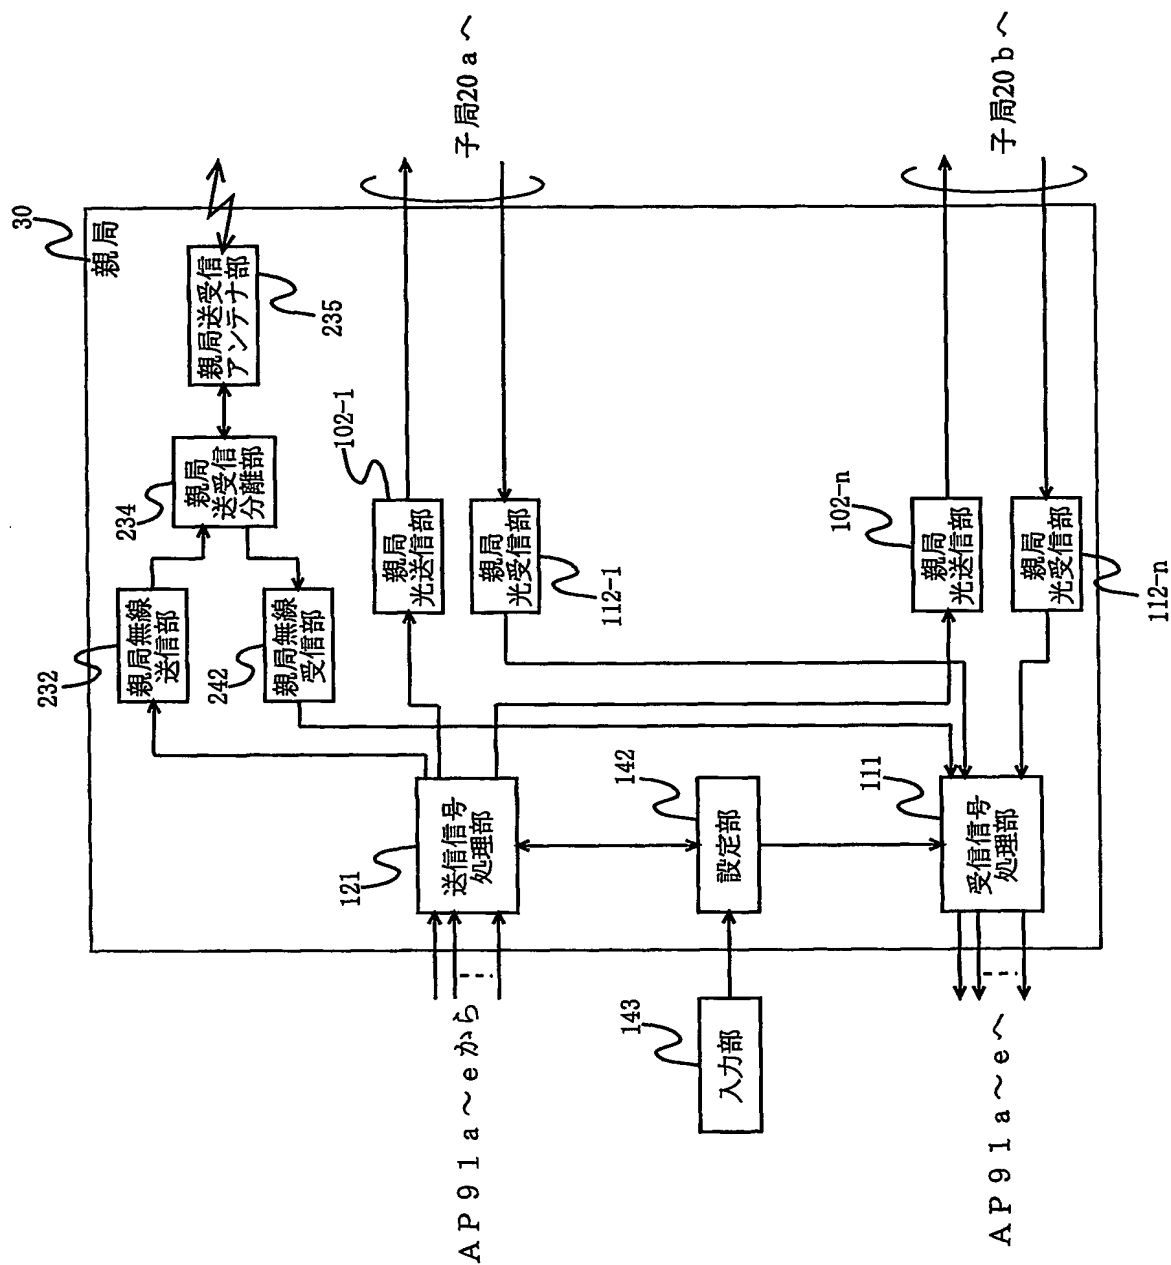 30
親局
232
親局無線
送信部
234
親局
送受信
分離部
親局送受信
アンテナ部
235
242
親局無線
受信部
102-1
親局
光送信部
子局20aへ
親局
光受信部
112-1
AP91a～eから
121
送信信号
処理部
143
入力部
142
設定部
102-n
親局
光送信部
子局20bへ
親局
光受信部
112-n
AP91a～eへ
111
受信信号
処理部